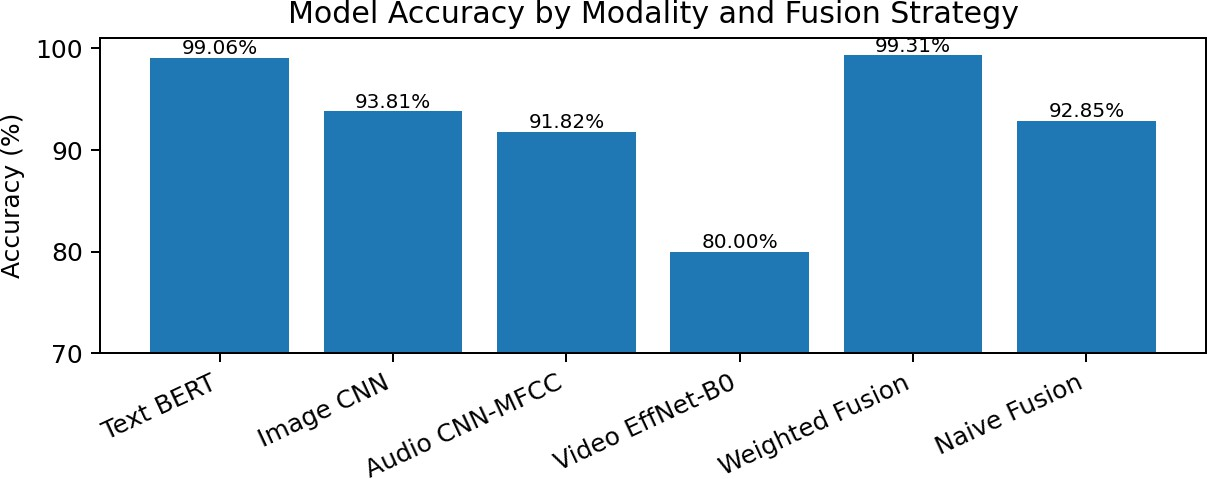 Model Accuracy by Modality and Fusion Strategy
Accuracy (%)
100
90
80
70
99.06%
93.81%
91.82%
80.00%
99.31%
92.85%
Text BERT
Image CNN
Audio CNN-MFCC
Video EffNet-B0
Weighted Fusion
Naive Fusion